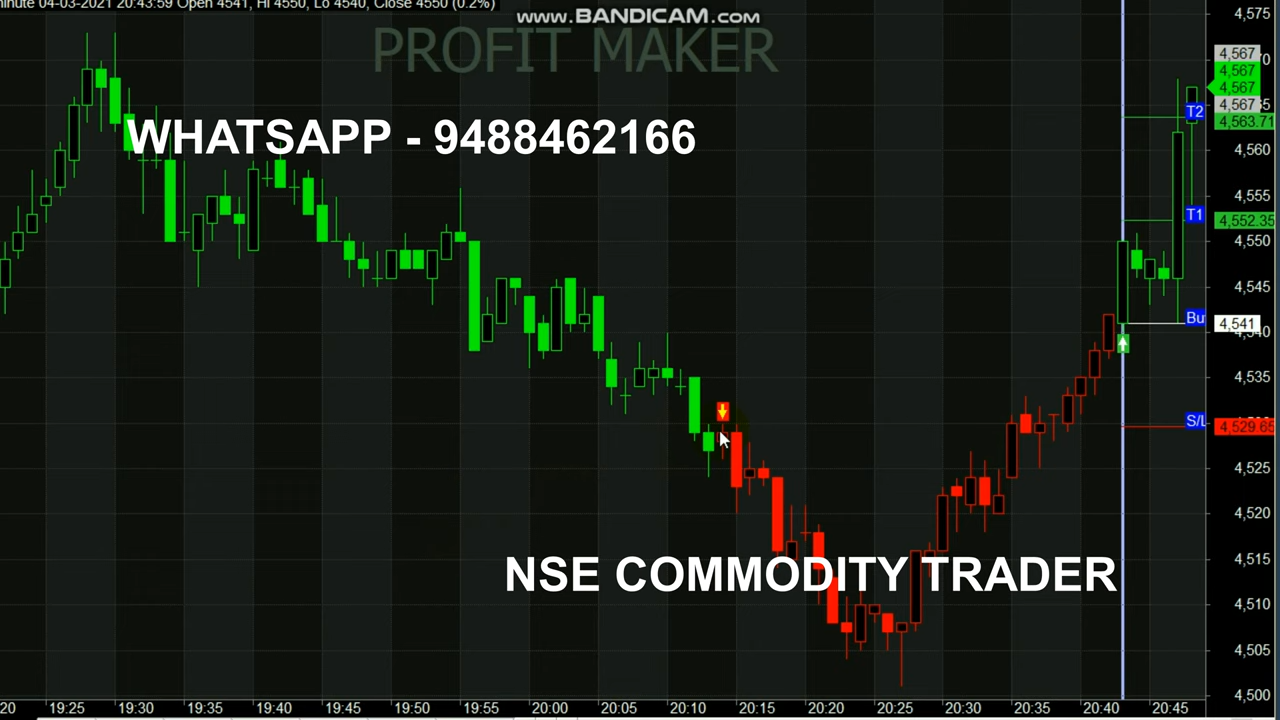 minute 04-03-2021 20:43:59 Open 4541, Hi 4550, Lo 4540, Close 4550 (0.2%)
www.BANDICAM.com
PROFIT MAKER
WHATSAPP - 9488462166
NSE COMMODITY TRADER
4,575
4,567
4,567
4,567
4,567
T2
4,563.71
4,560
4,555
T1
4,552.35
4,550
4,545
Bu
4,541
4,535
S/L
4,529.65
4,525
4,520
4,515
4,510
4,505
4,500
20 19:25 19:30 19:35 19:40 19:45 19:50 19:55 20:00 20:05 20:10 20:15 20:20 20:25 20:30 20:35 20:40 20:45